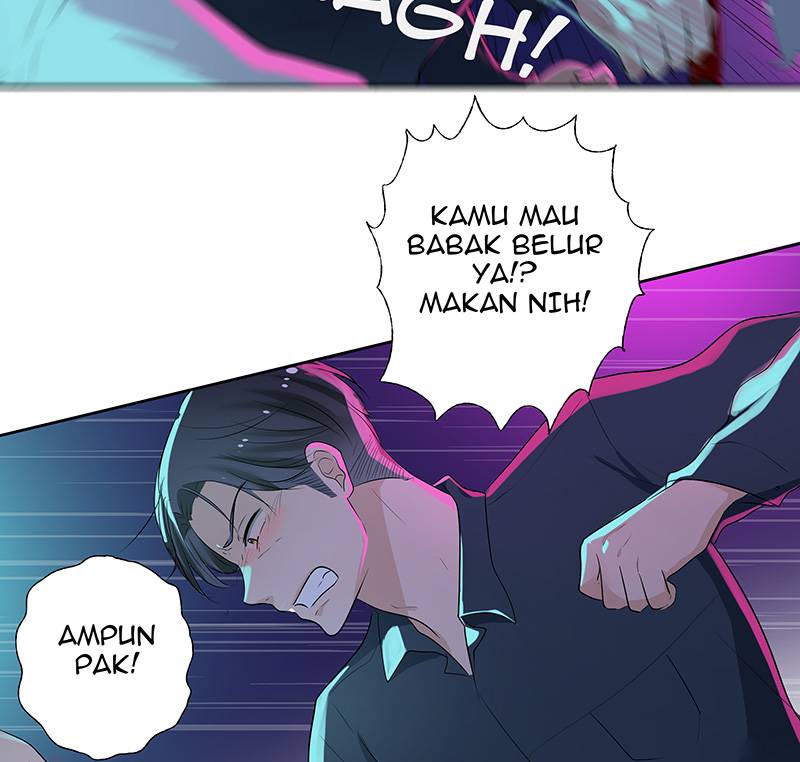 AGH!
KAMU MAU
BABAK BELUR
YA!?
MAKAN NIH!
AMPUN
PAK!